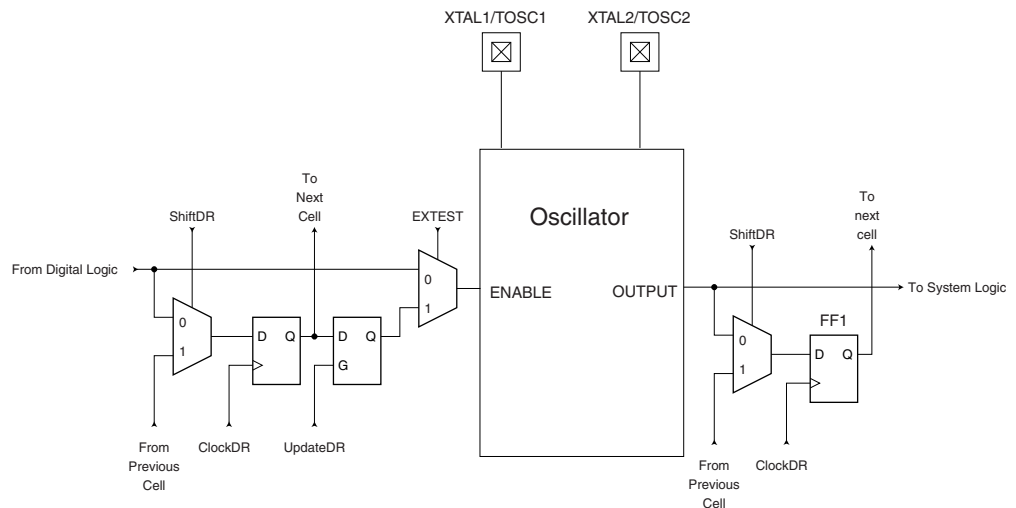 XTAL1/TOSC1
XTAL2/TOSC2
To
Next
Cell
ShiftDR
EXTEST
From Digital Logic
0
1
0
1
D Q
D Q
G
From
Previous
Cell
ClockDR
UpdateDR
Oscillator
ENABLE
OUTPUT
To
next
cell
ShiftDR
To System Logic
FF1
0
1
D Q
From
Previous
Cell
ClockDR